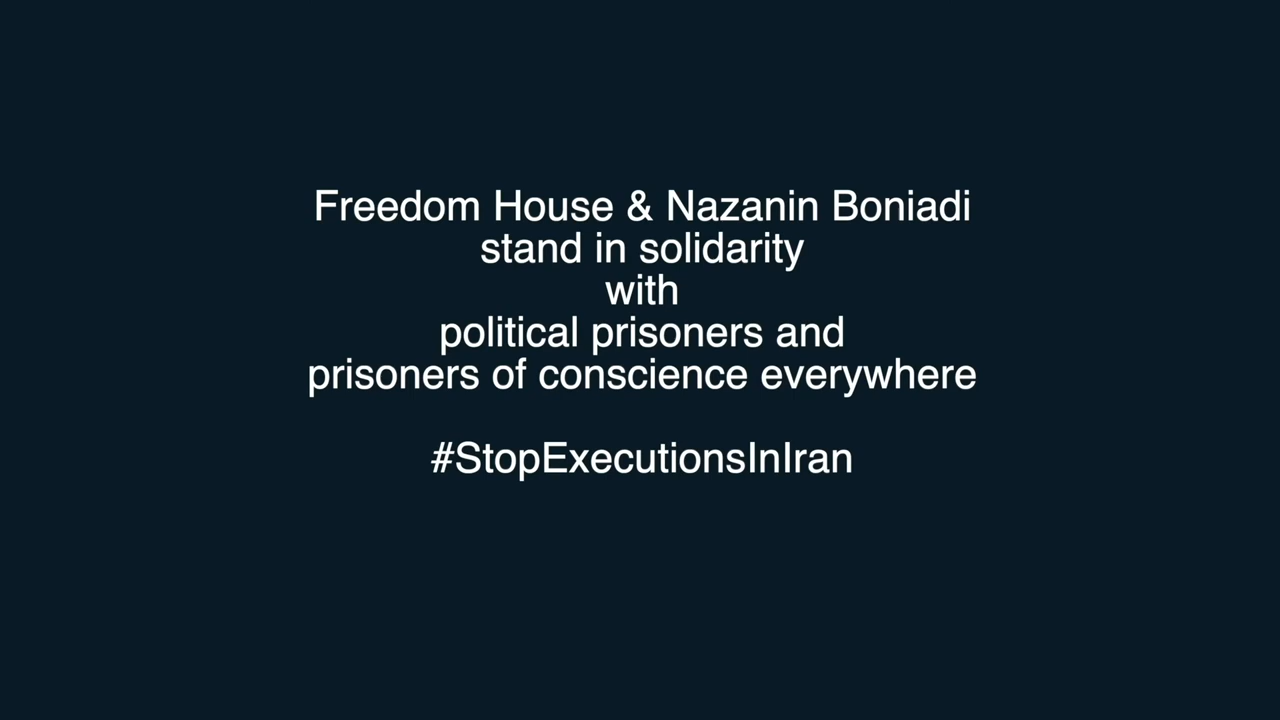 Freedom House & Nazanin Boniadi
stand in solidarity
with
political prisoners and
prisoners of conscience everywhere
#StopExecutionsInIran